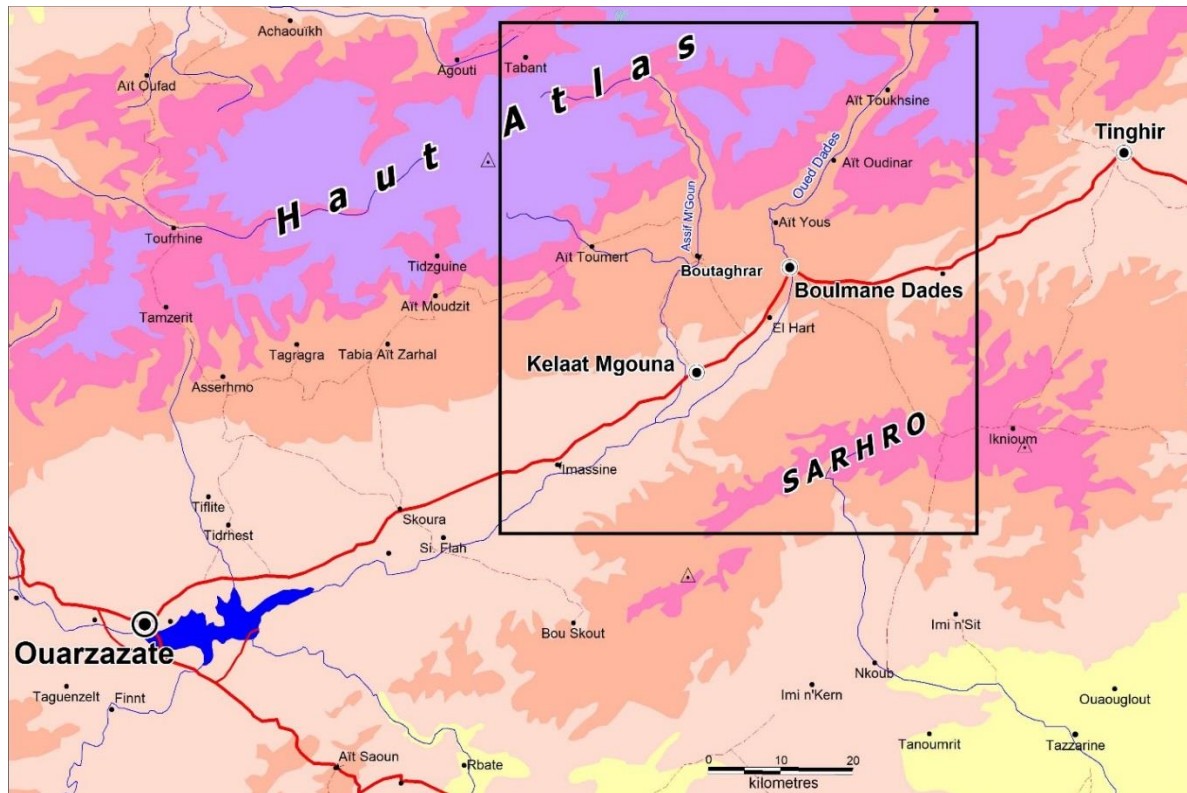 Achaouïkh
Agouti
Tabant
Aït Oufad
Aït Toukhsine
Haut Atlas
Tinghir
Oued Dades
Aït Oudinar
Assif M'Goun
Aït Yous
Toufrhine
Aït Toumert
Boutaghrar
Tidzguine
Boulmane Dades
Aït Moudzit
Tamzerit
El Hart
Tagragra
Tabia Aït Zarhal
Kelaat Mgouna
Asserhmo
SARHRO
Iknioum
Imassine
Tiflite
Skoura
Tidrhest
Si. Flah
Ouarzazate
Bou Skout
Imi n'Sit
Nkoub
Taguenzelt
Finnt
Imi n'Kern
Ouaouglout
Tanoumrit
Tazzarine
Aït Saoun
Rbate
0 10 20
kilometres